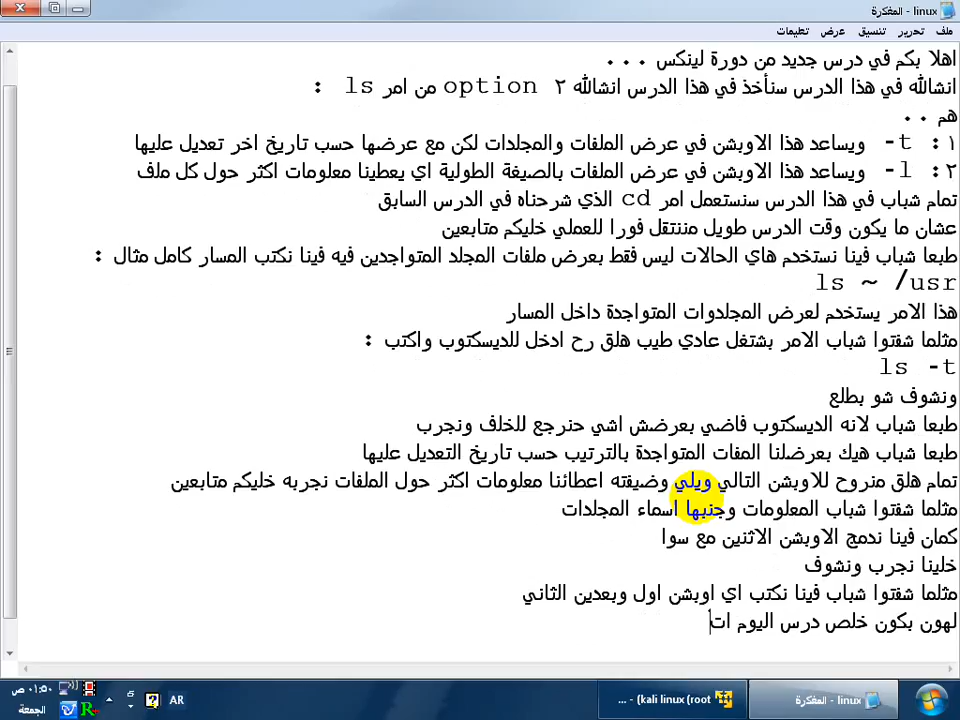 linux - المفكرة
ملف تحرير تنسيق عرض تعليمات
اهلا بكم في درس جديد من دورة لينكس ...
انشالله في هذا الدرس سنأخذ في هذا الدرس انشالله ٢ option من امر ls :
هم ..
١: t- ويساعد هذا الاوبشن في عرض الملفات والمجلدات لكن مع عرضها حسب تاريخ اخر تعديل عليها
٢: l- ويساعد هذا الاوبشن في عرض الملفات بالصيغة الطولية اي يعطينا معلومات اكثر حول كل ملف
تمام شباب في هذا الدرس سنستعمل امر cd الذي شرحناه في الدرس السابق
عشان ما يكون وقت الدرس طويل مننتقل فورا للعملي خليكم متابعين
طبعا شباب فينا نستخدم هاي الحالات ليس فقط بعرض ملفات المجلد المتواجدين فيه فينا نكتب المسار كامل مثال :
ls ~ /usr
هذا الامر يستخدم لعرض المجلدوات المتواجدة داخل المسار
مثلما شفتوا شباب الامر بشتغل عادي طيب هلق رح ادخل للديسكتوب واكتب :
ls -t
ونشوف شو بطلع
طبعا شباب لانه الديسكتوب فاضي بعرضش اشي حنرجع للخلف ونجرب
طبعا شباب هيك بعرضلنا المفات المتواجدة بالترتيب حسب تاريخ التعديل عليها
تمام هلق منروح للاوبشن التالي ويلي وضيفته اعطائنا معلومات اكثر حول الملفات نجربه خليكم متابعين
مثلما شفتوا شباب المعلومات وجنبها اسماء المجلدات
كمان فينا ندمج الاوبشن الاثنين مع سوا
خلينا نجرب ونشوف
مثلما شفتوا شباب فينا نكتب اي اوبشن اول وبعدين الثاني
لهون بكون خلص درس اليوم ات
linux - المفكرة
kali linux (root) - ...
AR
٠١:٥٠ ص
الجمعة